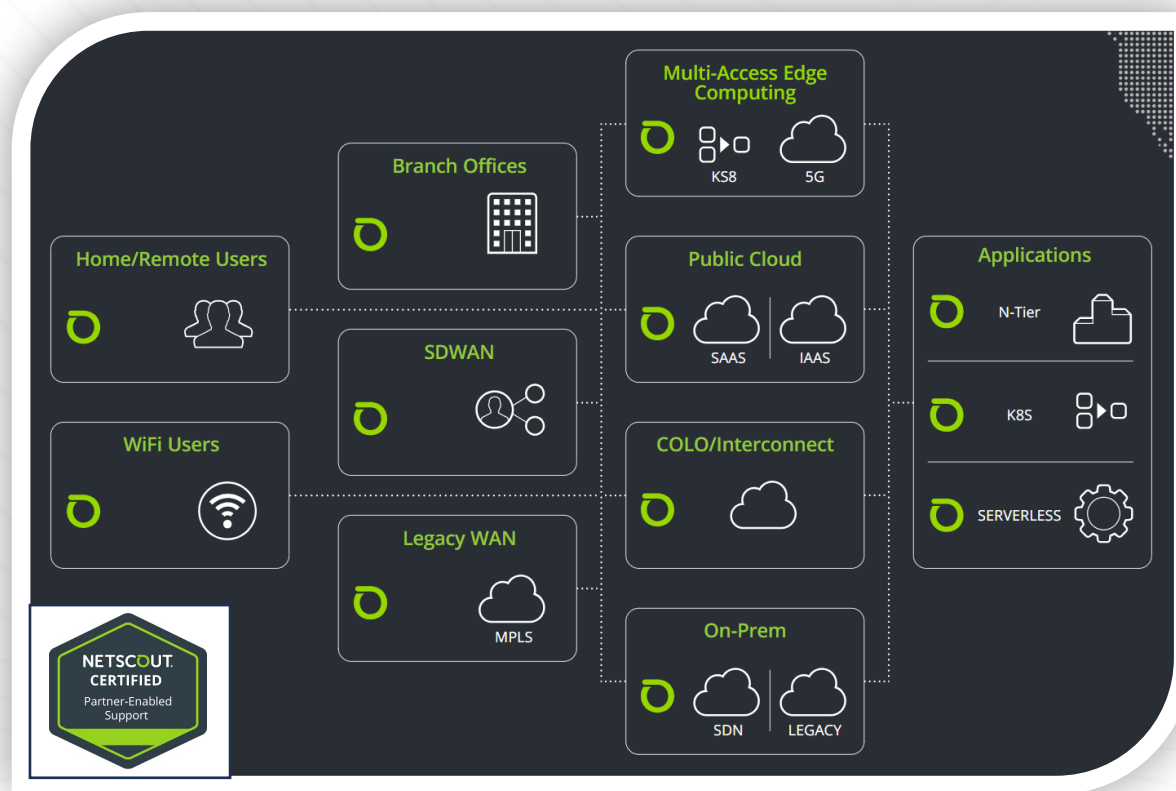 Multi-Access Edge
Computing
KS8
5G
Branch Offices
Home/Remote Users
Public Cloud
SAAS
IAAS
Applications
N-Tier
K8S
SERVERLESS
SDWAN
WiFi Users
COLO/Interconnect
Legacy WAN
MPLS
On-Prem
SDN
LEGACY
NETSCOUT.
CERTIFIED
Partner-Enabled
Support